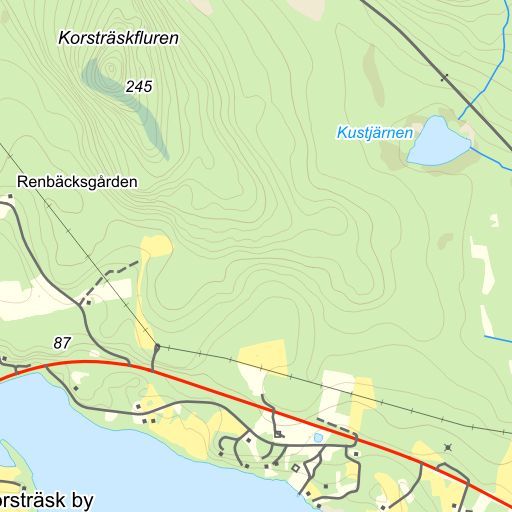 Korsträskfluren
245
Kustjärnen
Renbäcksgården
87
orsträsk by